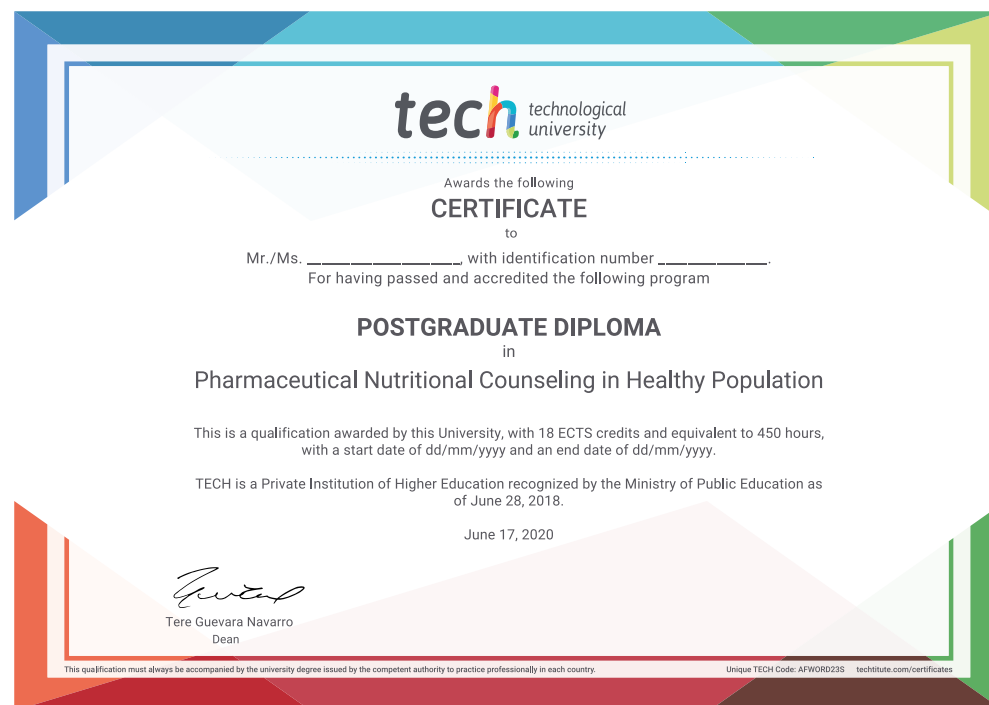 tech technological
university
Awards the following
CERTIFICATE
to
Mr./Ms. ____________________, with identification number ______________.
For having passed and accredited the following program
POSTGRADUATE DIPLOMA
in
Pharmaceutical Nutritional Counseling in Healthy Population
This is a qualification awarded by this University, with 18 ECTS credits and equivalent to 450 hours,
with a start date of dd/mm/yyyy and an end date of dd/mm/yyyy.
TECH is a Private Institution of Higher Education recognized by the Ministry of Public Education as
of June 28, 2018.
June 17, 2020
Tere Guevara Navarro
Dean
This qualification must always be accompanied by the university degree issued by the competent authority to practice professionally in each country.
Unique TECH Code: AFWORD23S techtitute.com/certificates